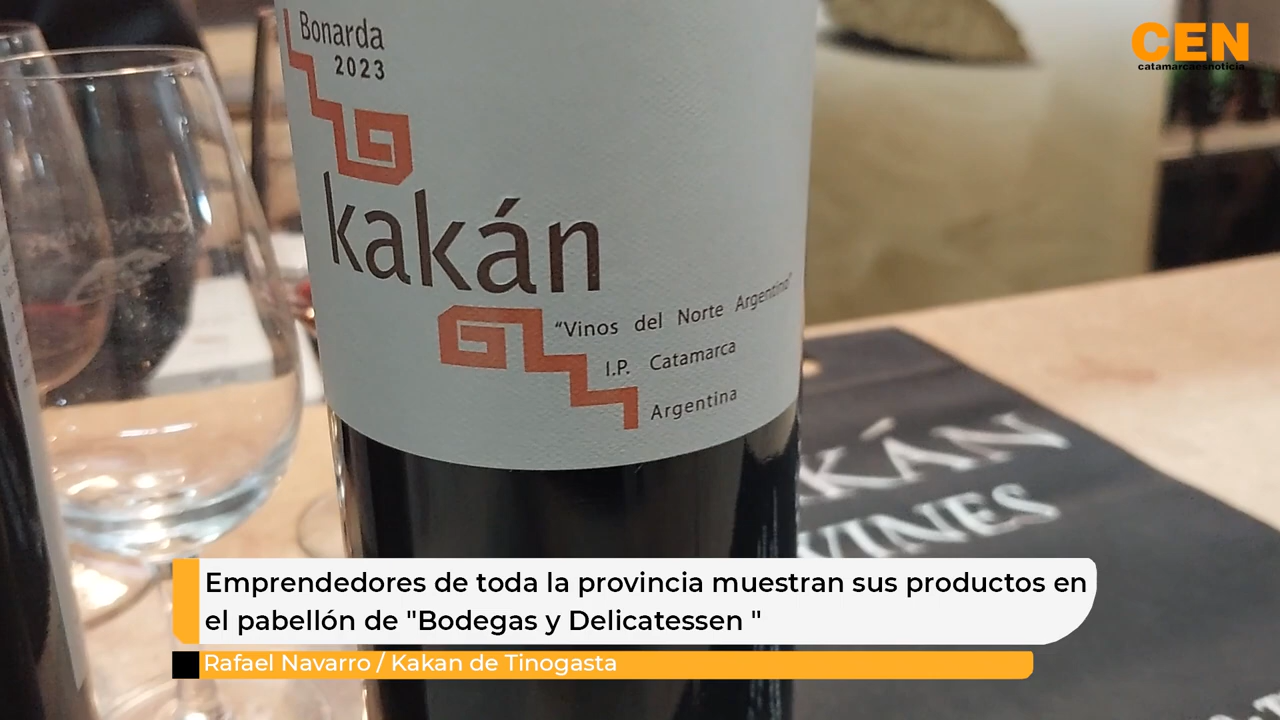 Bonarda
2023
kakán
"Vinos del Norte Argentino"
I.P. Catamarca
Argentina
CEN
catamarcaesnoticia
KÁN
VINES
Emprendedores de toda la provincia muestran sus productos en
el pabellón de "Bodegas y Delicatessen "
Rafael Navarro / Kakan de Tinogasta